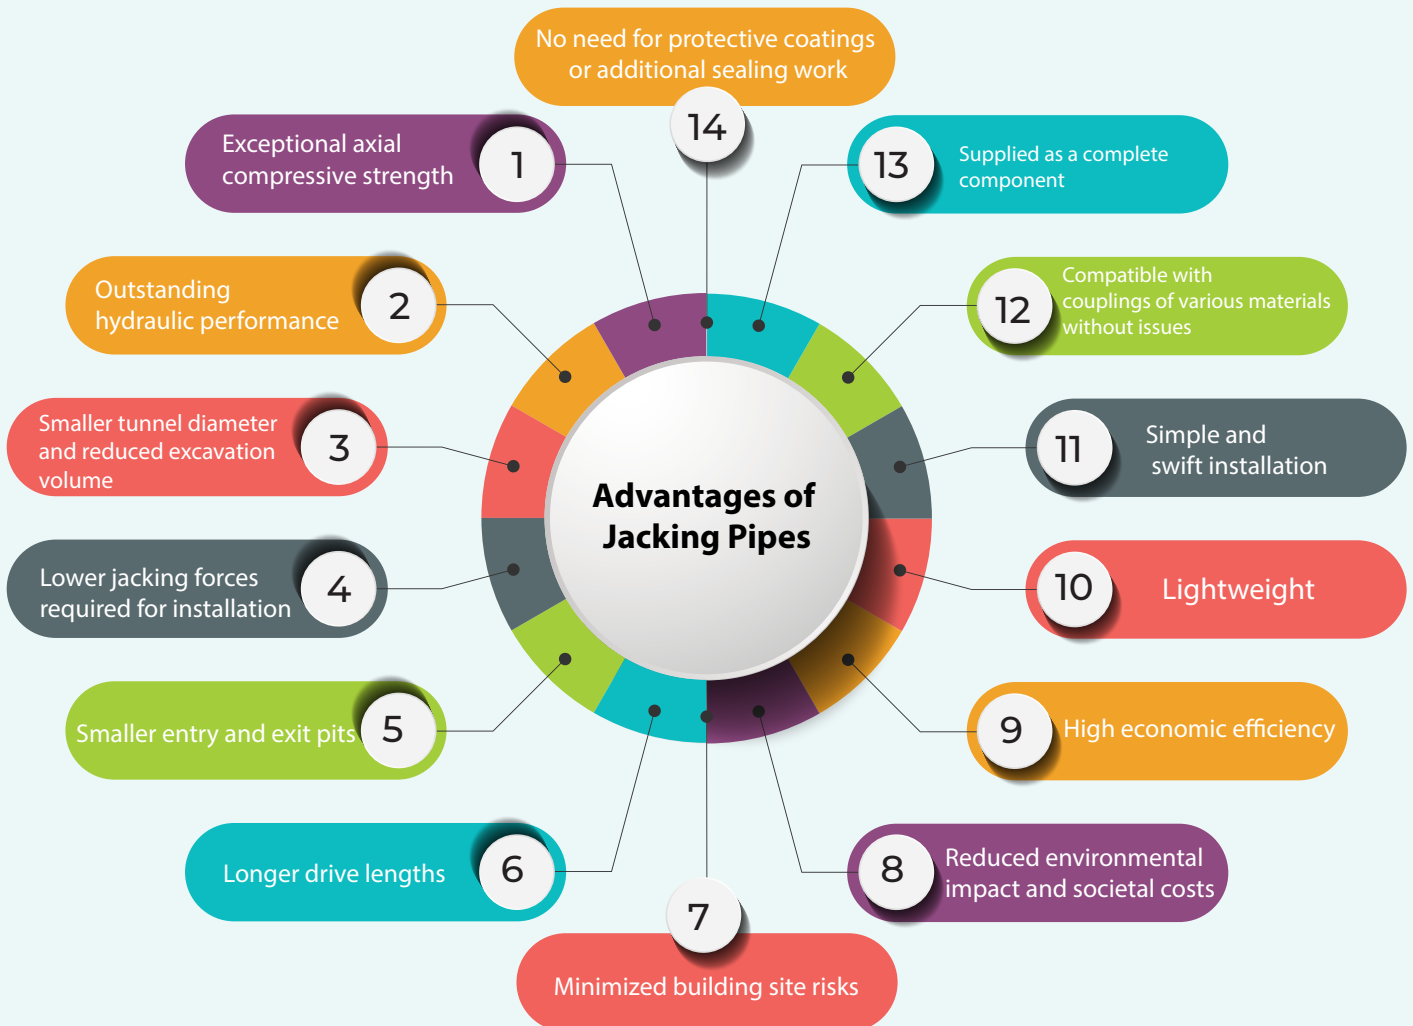 Advantages of
Jacking Pipes
1
Exceptional axial
compressive strength
2
Outstanding
hydraulic performance
3
Smaller tunnel diameter
and reduced excavation
volume
4
Lower jacking forces
required for installation
5
Smaller entry and exit pits
6
Longer drive lengths
7
Minimized building site risks
8
Reduced environmental
impact and societal costs
9
High economic efficiency
10
Lightweight
11
Simple and
swift installation
12
Compatible with
couplings of various materials
without issues
13
Supplied as a complete
component
14
No need for protective coatings
or additional sealing work